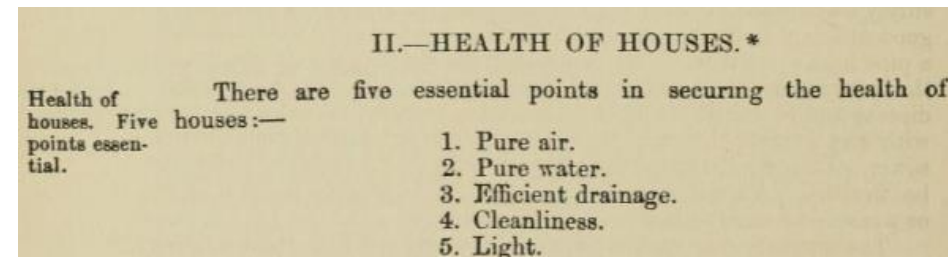 II.—HEALTH OF HOUSES.*
Health of
houses. Five
points essen-
tial.
There are five essential points in securing the health of
houses:—
1. Pure air.
2. Pure water.
3. Efficient drainage.
4. Cleanliness.
5. Light.